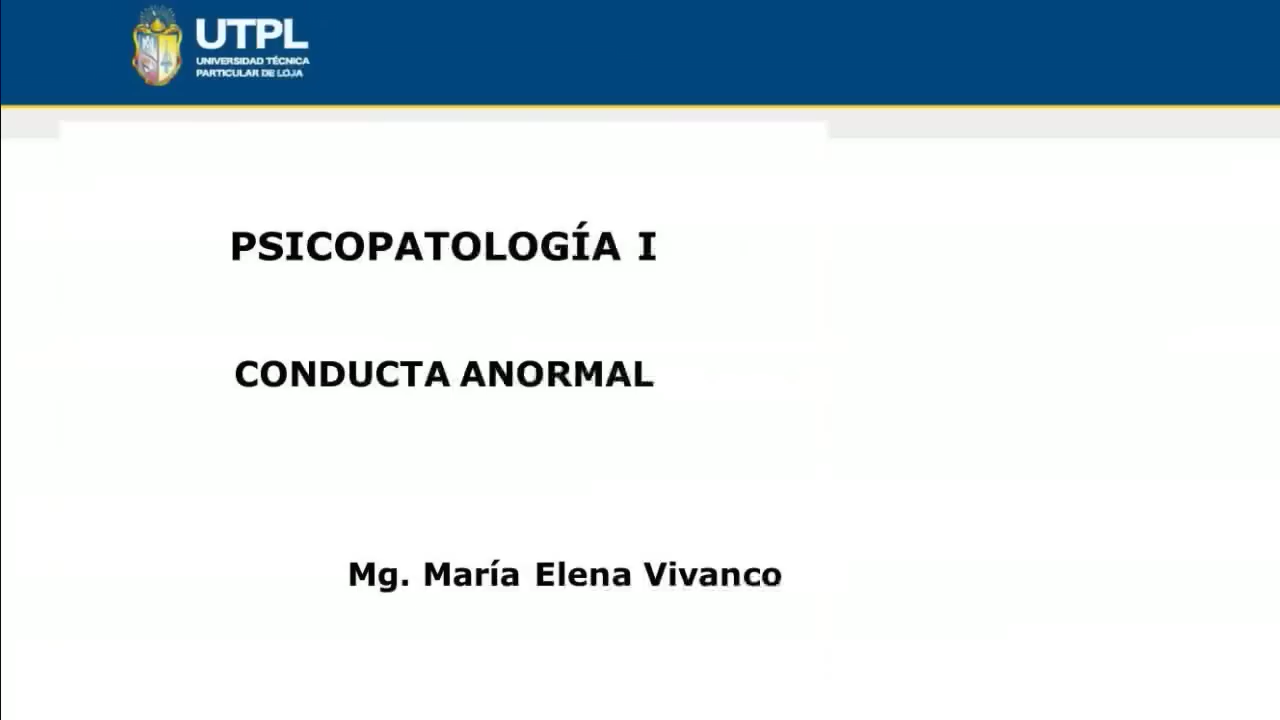 UTPL
UNIVERSIDAD TÉCNICA
PARTICULAR DE LOJA
PSICOPATOLOGÍA I
CONDUCTA ANORMAL
Mg. María Elena Vivanco